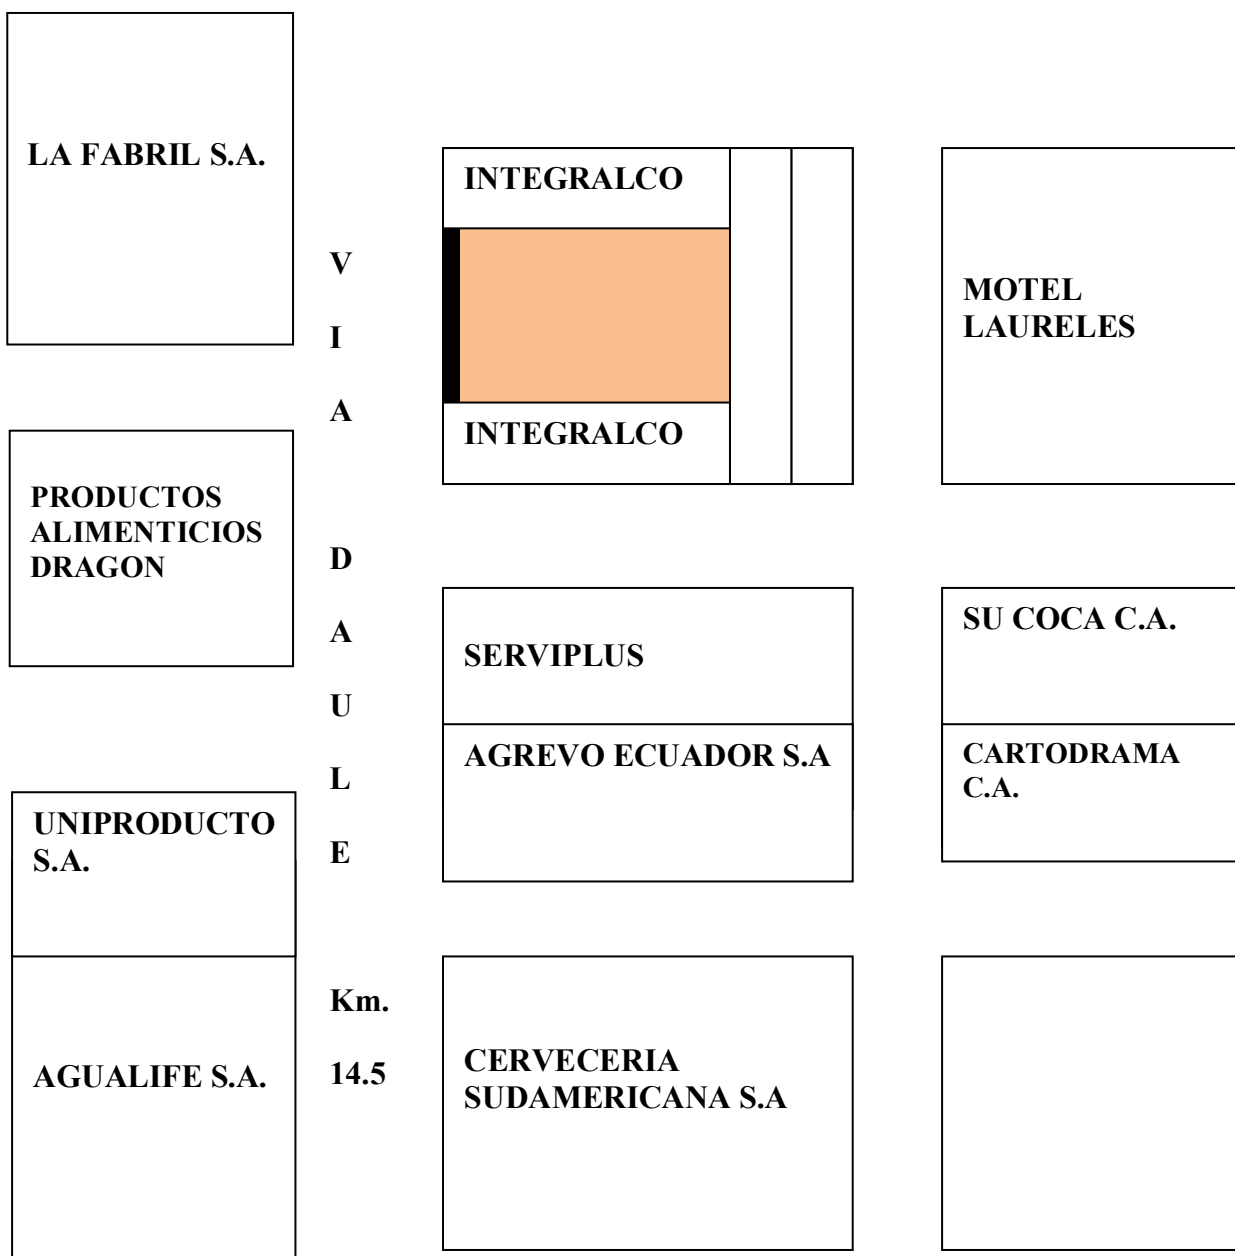 LA FABRIL S.A.
PRODUCTOS
ALIMENTICIOS
DRAGON
UNIPRODUCTO
S.A.
AGUALIFE S.A.
V
I
A
D
A
U
L
E
Km.
14.5
INTEGRALCO
INTEGRALCO
SERVIPLUS
AGREVO ECUADOR S.A
CERVECERIA
SUDAMERICANA S.A
MOTEL
LAURELES
SU COCA C.A.
CARTODRAMA
C.A.